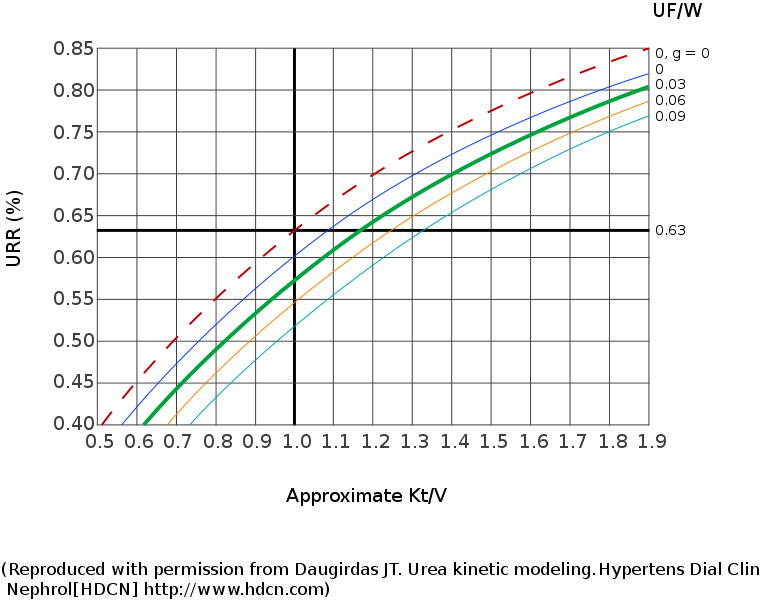 UF/W
0.85
0, g = 0
0
0.80
0.03
0.06
0.09
0.75
0.70
0.65
0.63
0.60
0.55
0.50
0.45
0.40
URR (%)
0.5 0.6 0.7 0.8 0.9 1.0 1.1 1.2 1.3 1.4 1.5 1.6 1.7 1.8 1.9
Approximate Kt/V
(Reproduced with permission from Daugirdas JT. Urea kinetic modeling. Hypertens Dial Clin
Nephrol[HDCN] http://www.hdcn.com)